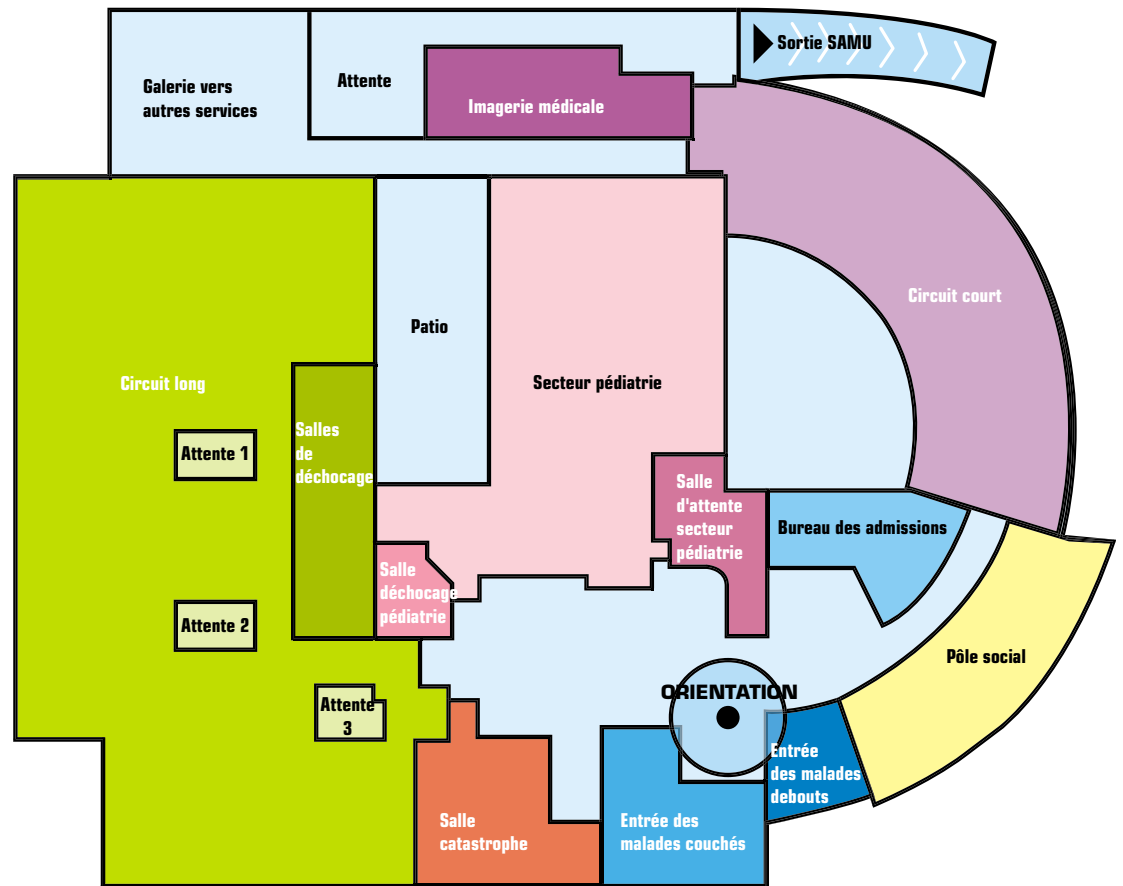 Sortie SAMU
Galerie vers
autres services
Attente
Imagerie médicale
Circuit court
Patio
Circuit long
Secteur pédiatrie
Salles
de
déchocage
Attente 1
Salle
d'attente
secteur
pédiatrie
Bureau des admissions
Salle
déchocage
pédiatrie
Attente 2
Pôle social
ORIENTATION
Attente
3
Entrée
des malades
debouts
Salle
catastrophe
Entrée des
malades couchés